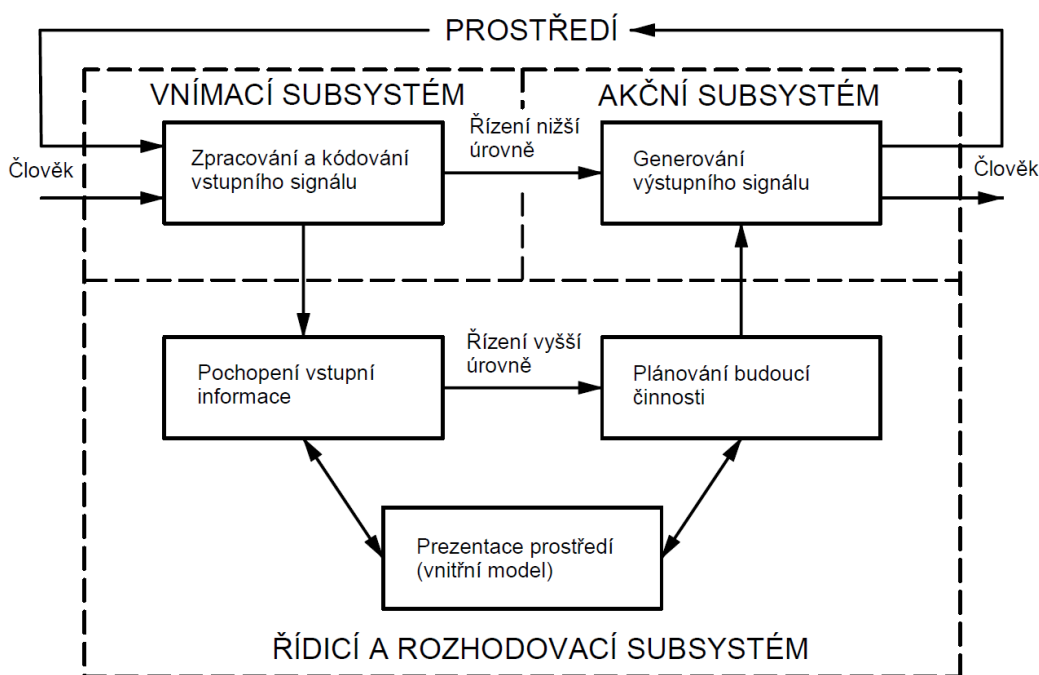 PROSTŘEDÍ
VNÍMACÍ SUBSYSTÉM
AKČNÍ SUBSYSTÉM
Člověk
Zpracování a kódování
vstupního signálu
Řízení nižší
úrovně
Generování
výstupního signálu
Člověk
Pochopení vstupní
informace
Řízení vyšší
úrovně
Plánování budoucí
činnosti
Prezentace prostředí
(vnitřní model)
ŘÍDICÍ A ROZHODOVACÍ SUBSYSTÉM